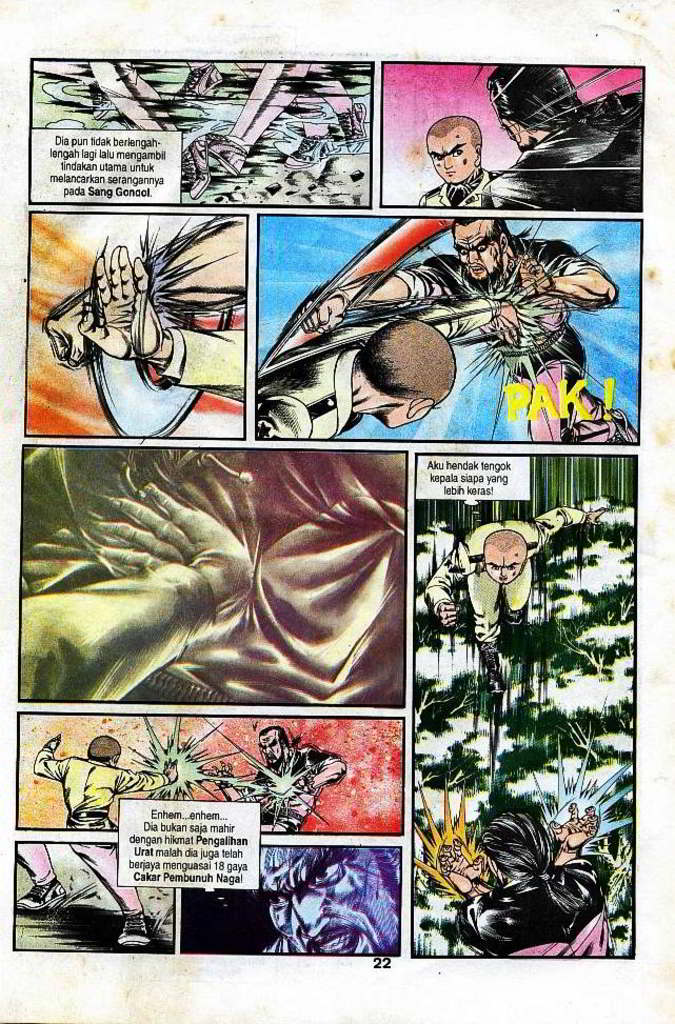 Dia pun tidak berlengah-
lengah lagi lalu mengambil
tindakan utama untuk
melancarkan serangannya
pada Sang Gondol.
PAK!
Aku hendak tengok
kepala siapa yang
lebih keras!
Enhem...enhem...
Dia bukan saja mahir
dengan hikmat Pengalihan
Urat malah dia juga telah
berjaya menguasai 18 gaya
Cakar Pembunuh Naga!
22